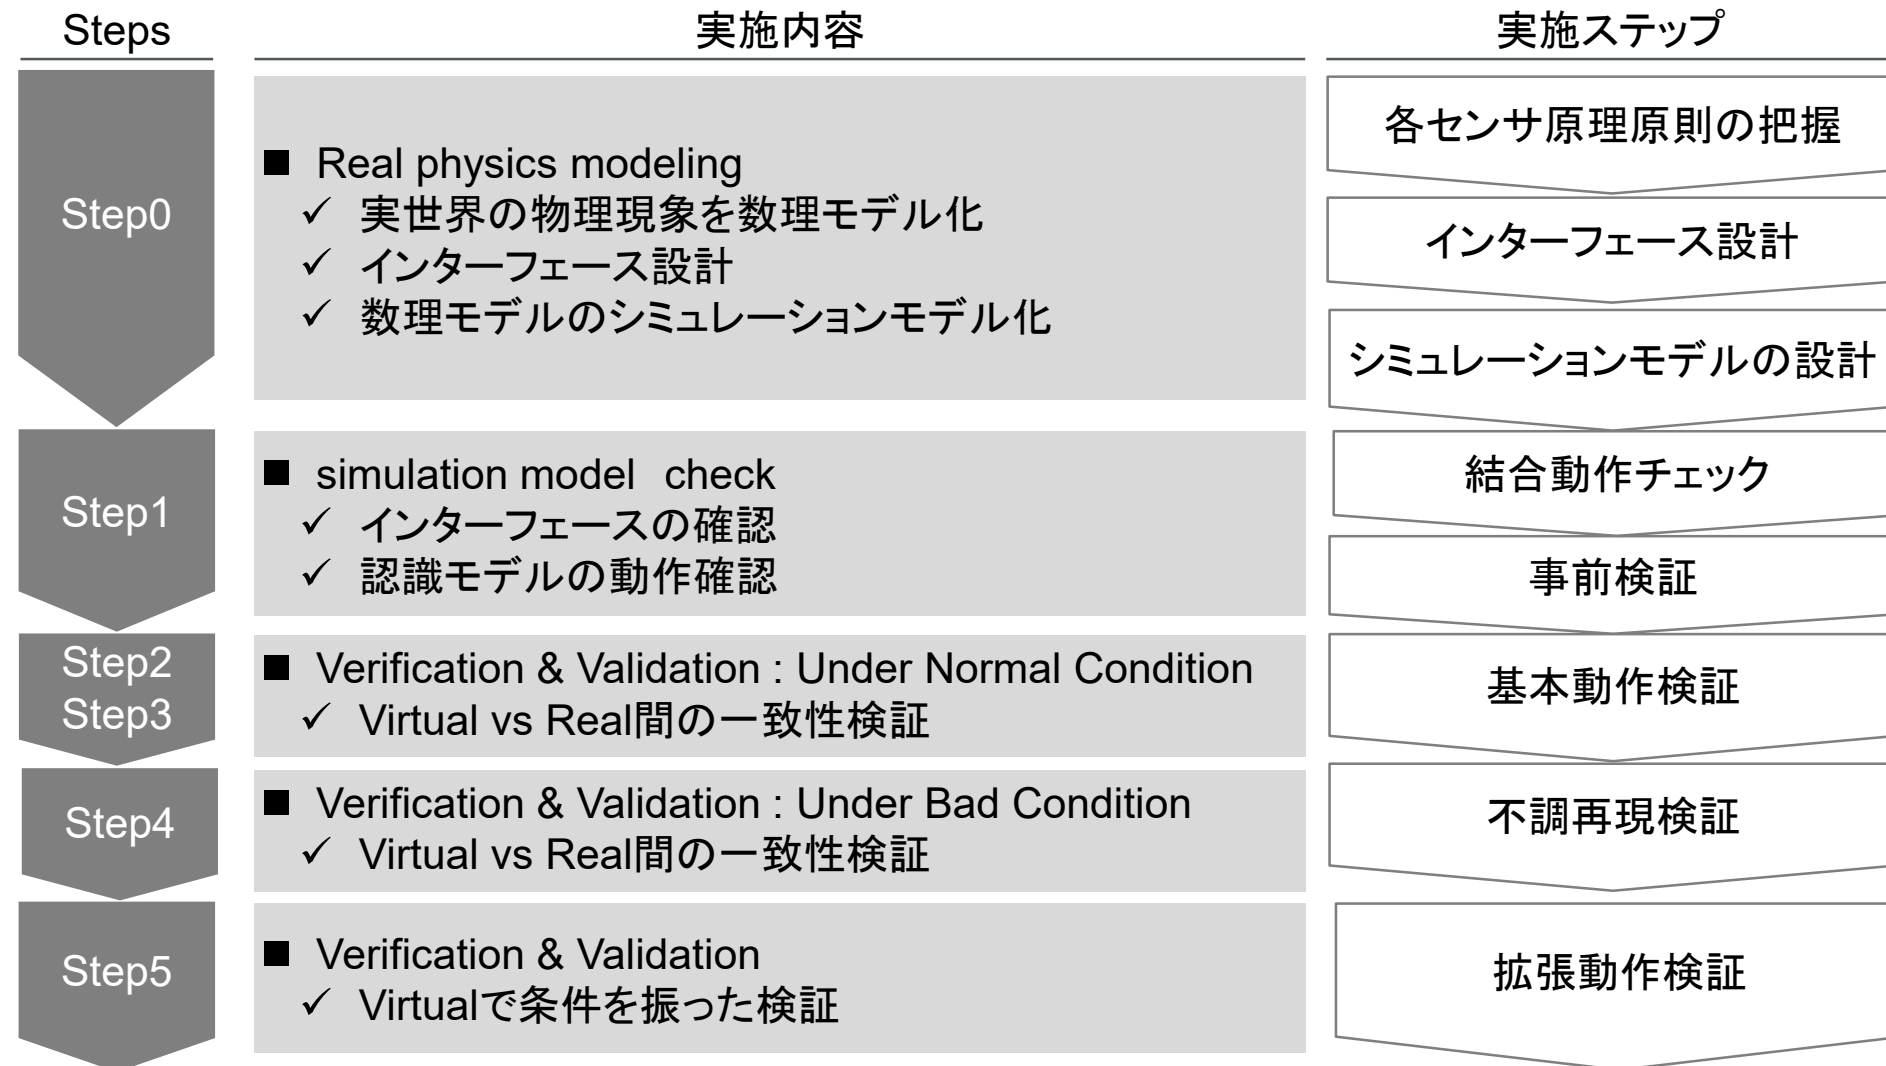 Steps
実施内容
実施ステップ
Step0
■ Real physics modeling
✓ 実世界の物理現象を数理モデル化
✓ インターフェース設計
✓ 数理モデルのシミュレーションモデル化
各センサ原理原則の把握
インターフェース設計
シミュレーションモデルの設計
Step1
■ simulation model check
✓ インターフェースの確認
✓ 認識モデルの動作確認
結合動作チェック
事前検証
Step2
Step3
■ Verification & Validation : Under Normal Condition
✓ Virtual vs Real間の一致性検証
基本動作検証
Step4
■ Verification & Validation : Under Bad Condition
✓ Virtual vs Real間の一致性検証
不調再現検証
Step5
■ Verification & Validation
✓ Virtualで条件を振った検証
拡張動作検証